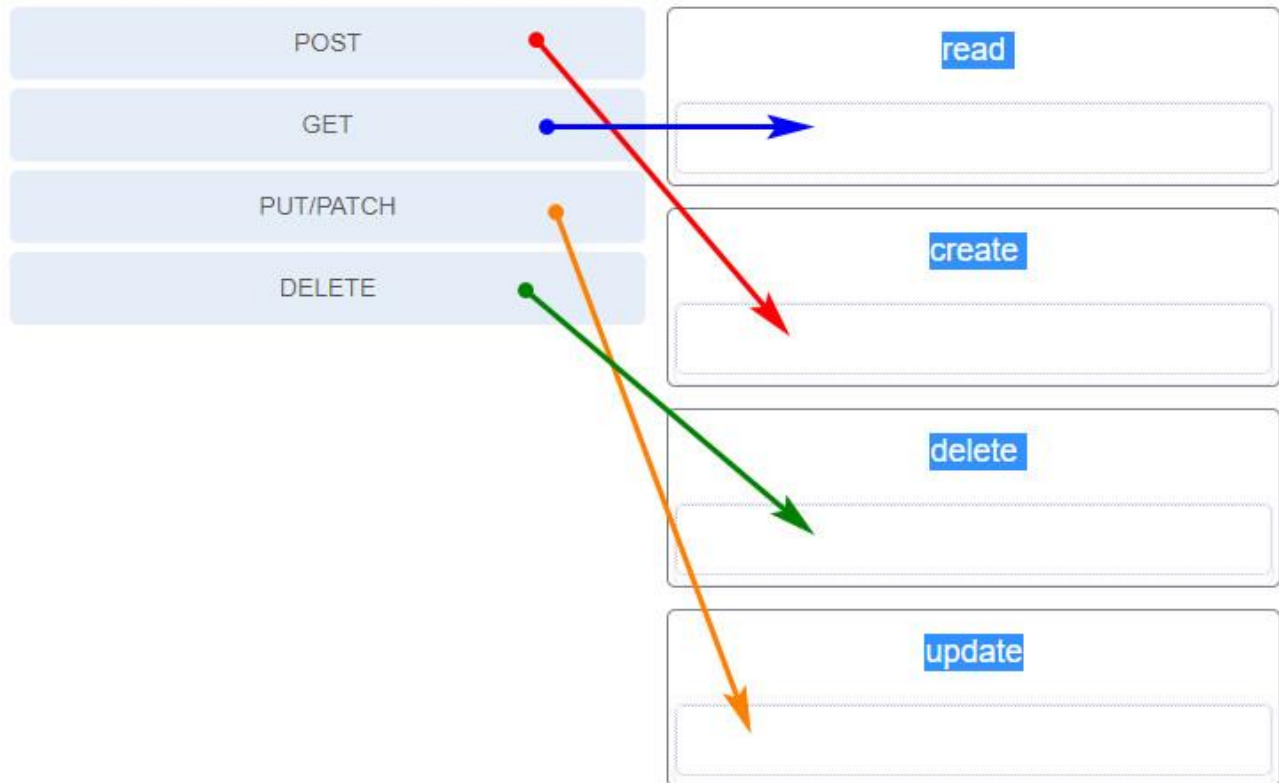 POST
GET
PUT/PATCH
DELETE
read
create
delete
update